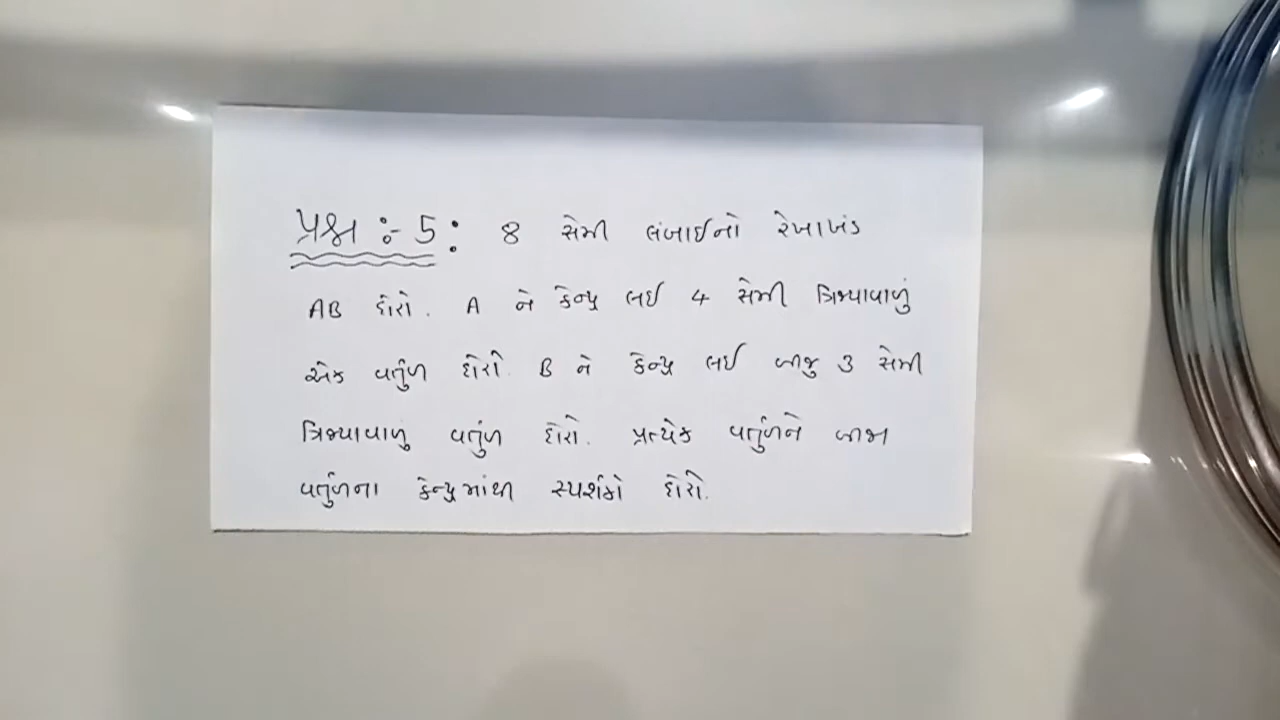 પ્રશ્ન :- 5 : 8 સેમી લંબાઈનો રેખાખંડ
AB દોરો. A ને કેન્દ્ર લઈ 4 સેમી ત્રિજ્યાવાળું
એક વર્તુળ દોરો. B ને કેન્દ્ર લઈ બીજુ 3 સેમી
ત્રિજ્યાવાળું વર્તુળ દોરો. પ્રત્યેક વર્તુળને બીજા
વર્તુળના કેન્દ્રમાંથી સ્પર્શકો દોરો.